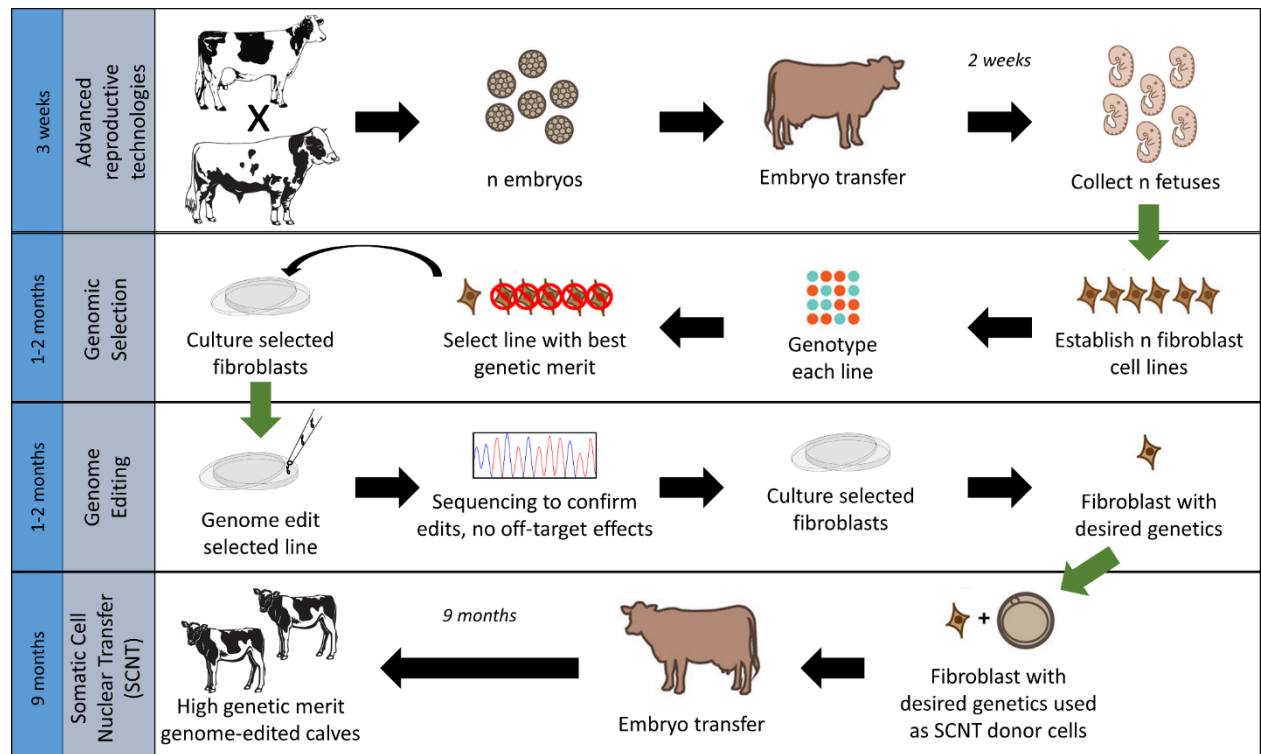 3 weeks
Advanced
reproductive
technologies
X
n embryos
Embryo transfer
2 weeks
Collect n fetuses
1-2 months
Genomic
Selection
Culture selected
fibroblasts
Select line with best
genetic merit
Genotype
each line
Establish n fibroblast
cell lines
1-2 months
Genome
Editing
Genome edit
selected line
Sequencing to confirm
edits, no off-target effects
Culture selected
fibroblasts
Fibroblast with
desired genetics
9 months
Somatic Cell
Nuclear Transfer
(SCNT)
High genetic merit
genome-edited calves
9 months
Embryo transfer
+
Fibroblast with
desired genetics used
as SCNT donor cells